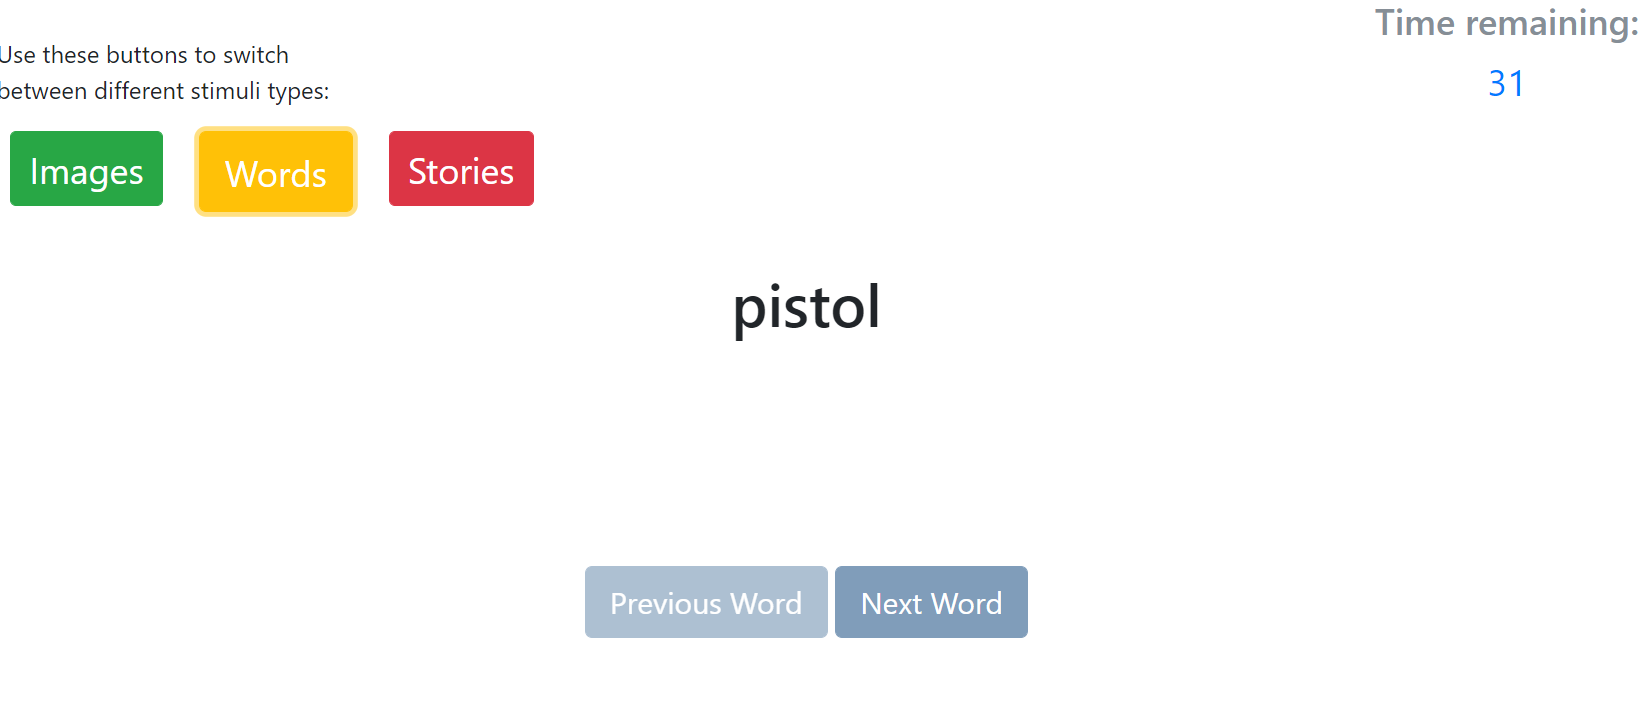 Time remaining:
31
Use these buttons to switch
between different stimuli types:
Images
Words
Stories
pistol
Previous Word
Next Word